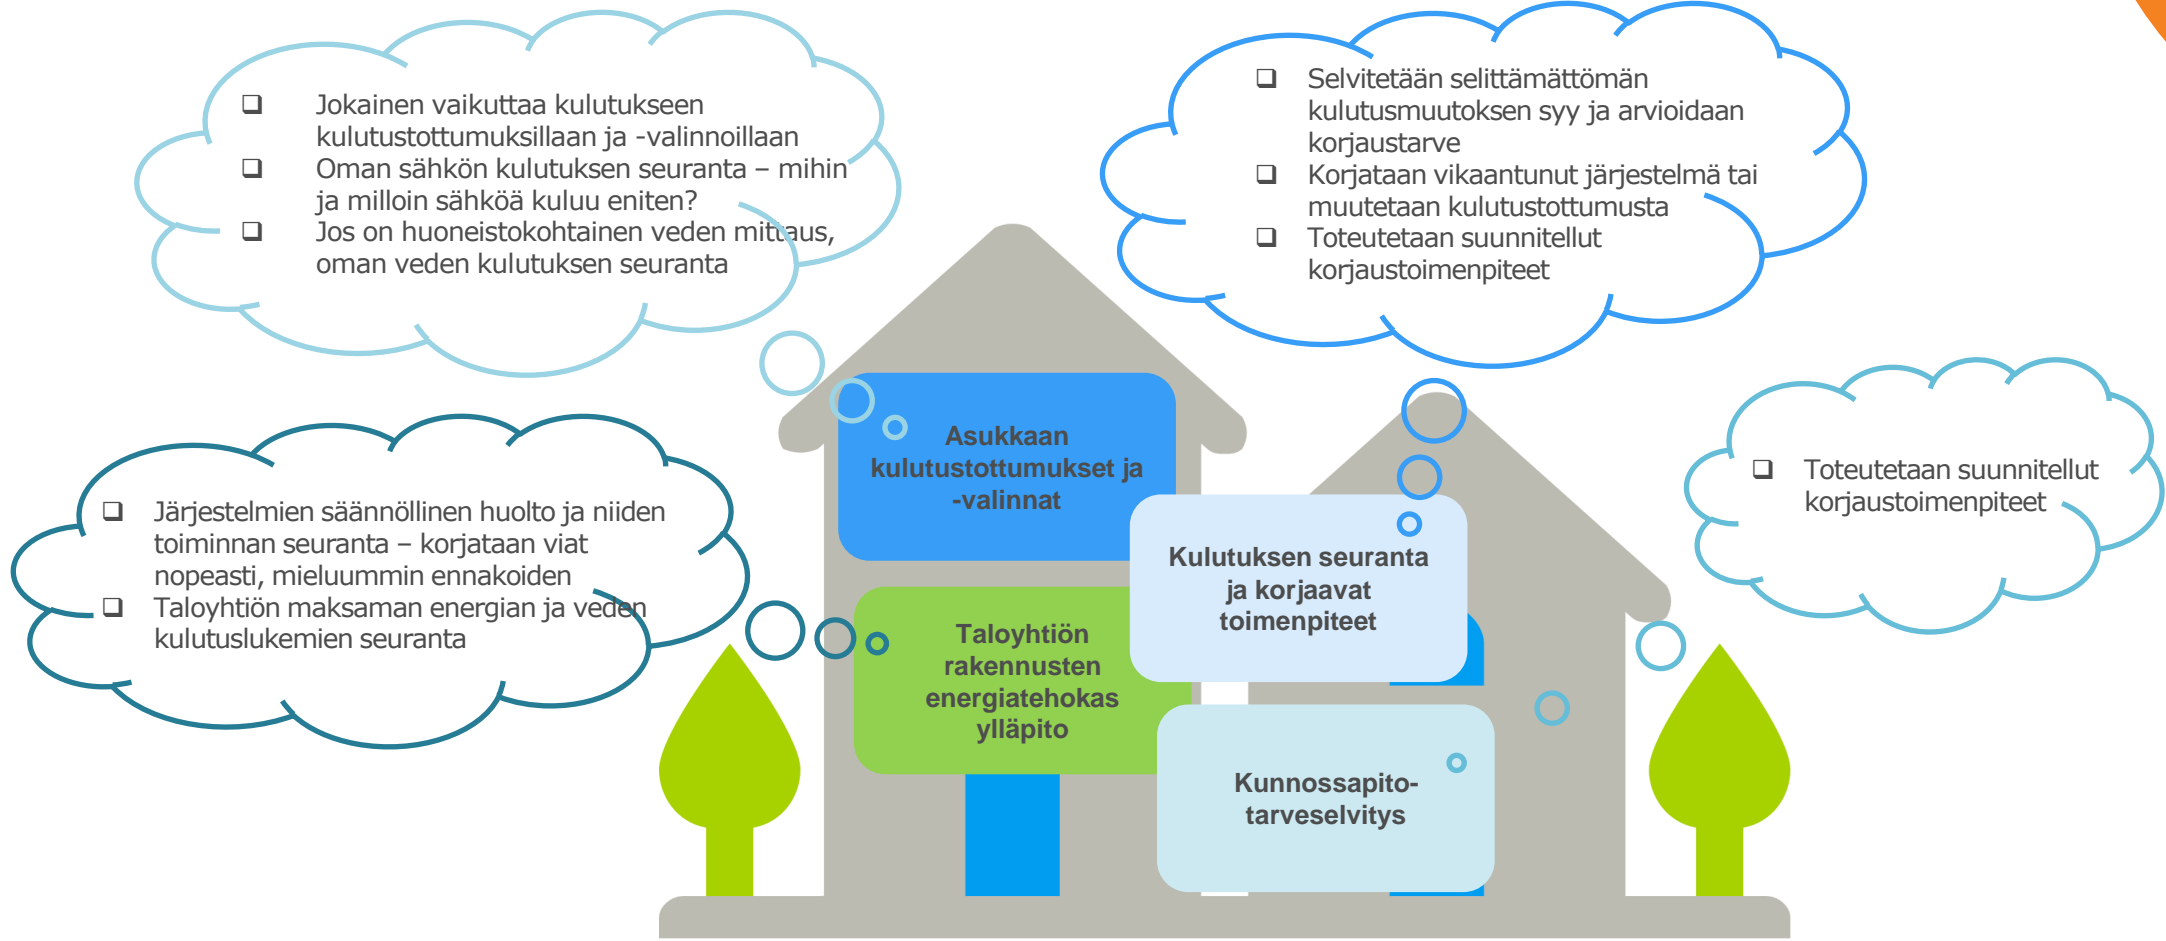 ❑ Jokainen vaikuttaa kulutukseen
kulutustottumuksillaan ja -valinnoillaan
❑ Oman sähkön kulutuksen seuranta – mihin
ja milloin sähköä kuluu eniten?
❑ Jos on huoneistokohtainen veden mittaus,
oman veden kulutuksen seuranta
❑ Selvitetään selittämättömän
kulutusmuutoksen syy ja arvioidaan
korjaustarve
❑ Korjataan vikaantunut järjestelmä tai
muutetaan kulutustottumusta
❑ Toteutetaan suunnitellut
korjaustoimenpiteet
❑ Järjestelmien säännöllinen huolto ja niiden
toiminnan seuranta – korjataan viat
nopeasti, mieluummin ennakoiden
❑ Taloyhtiön maksaman energian ja veden
kulutuslukemien seuranta
❑ Toteutetaan suunnitellut
korjaustoimenpiteet
Asukkaan
kulutustottumukset ja
-valinnat
Kulutuksen seuranta
ja korjaavat
toimenpiteet
Taloyhtiön
rakennusten
energiatehokas
ylläpito
Kunnossapito-
tarveselvitys